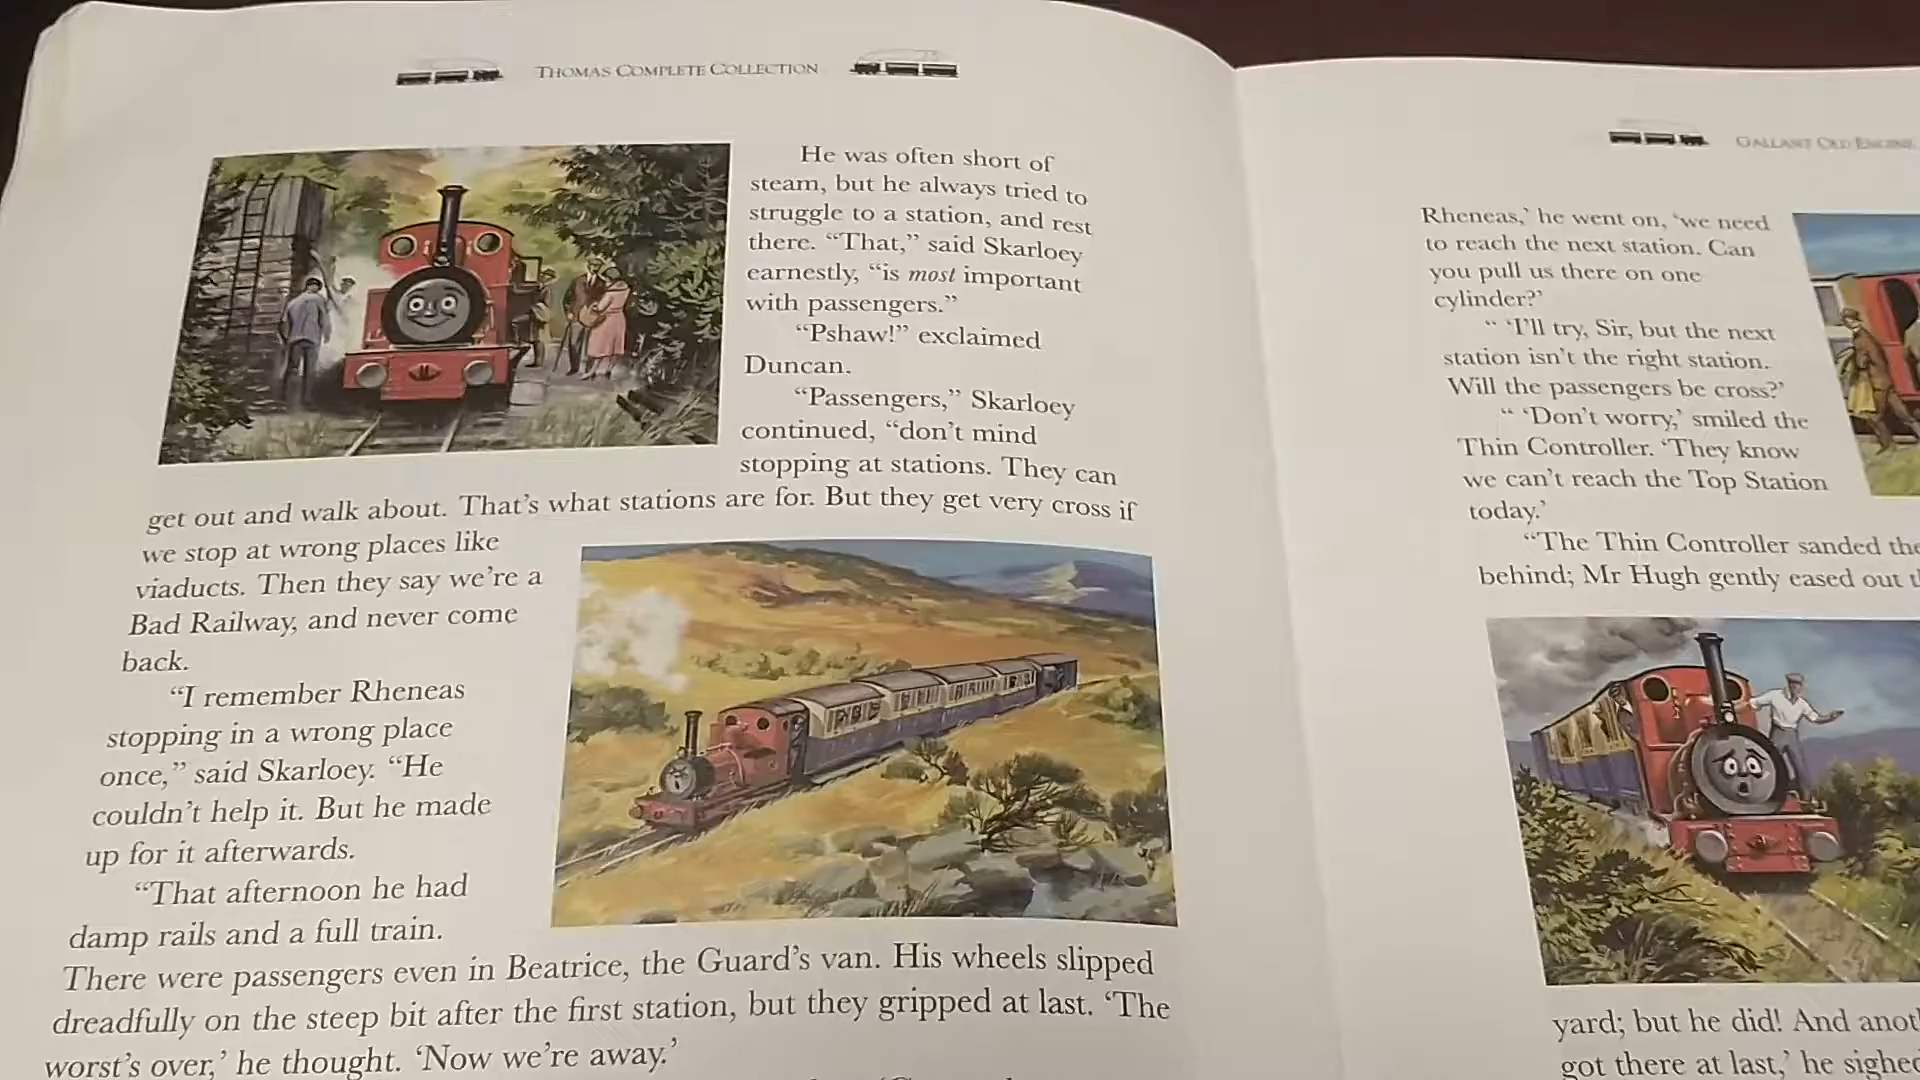 THOMAS COMPLETE COLLECTION
He was often short of
steam, but he always tried to
struggle to a station, and rest
there. “That,” said Skarloey
earnestly, “is most important
with passengers.”
“Pshaw!” exclaimed
Duncan.
“Passengers,” Skarloey
continued, “don’t mind
stopping at stations. They can
get out and walk about. That’s what stations are for. But they get very cross if
we stop at wrong places like
viaducts. Then they say we’re a
Bad Railway, and never come
back.
“I remember Rheneas
stopping in a wrong place
once,” said Skarloey. “He
couldn’t help it. But he made
up for it afterwards.
“That afternoon he had
damp rails and a full train.
There were passengers even in Beatrice, the Guard’s van. His wheels slipped
dreadfully on the steep bit after the first station, but they gripped at last. ‘The
worst’s over,’ he thought. ‘Now we’re away.’
GALLANT OLD ENGINE
Rheneas,’ he went on, ‘we need
to reach the next station. Can
you pull us there on one
cylinder?’
“ ‘I’ll try, Sir, but the next
station isn’t the right station.
Will the passengers be cross?’
“ ‘Don’t worry,’ smiled the
Thin Controller. ‘They know
we can’t reach the Top Station
today.’
“The Thin Controller sanded the
behind; Mr Hugh gently eased out
yard; but he did! And
got there at last,’ he